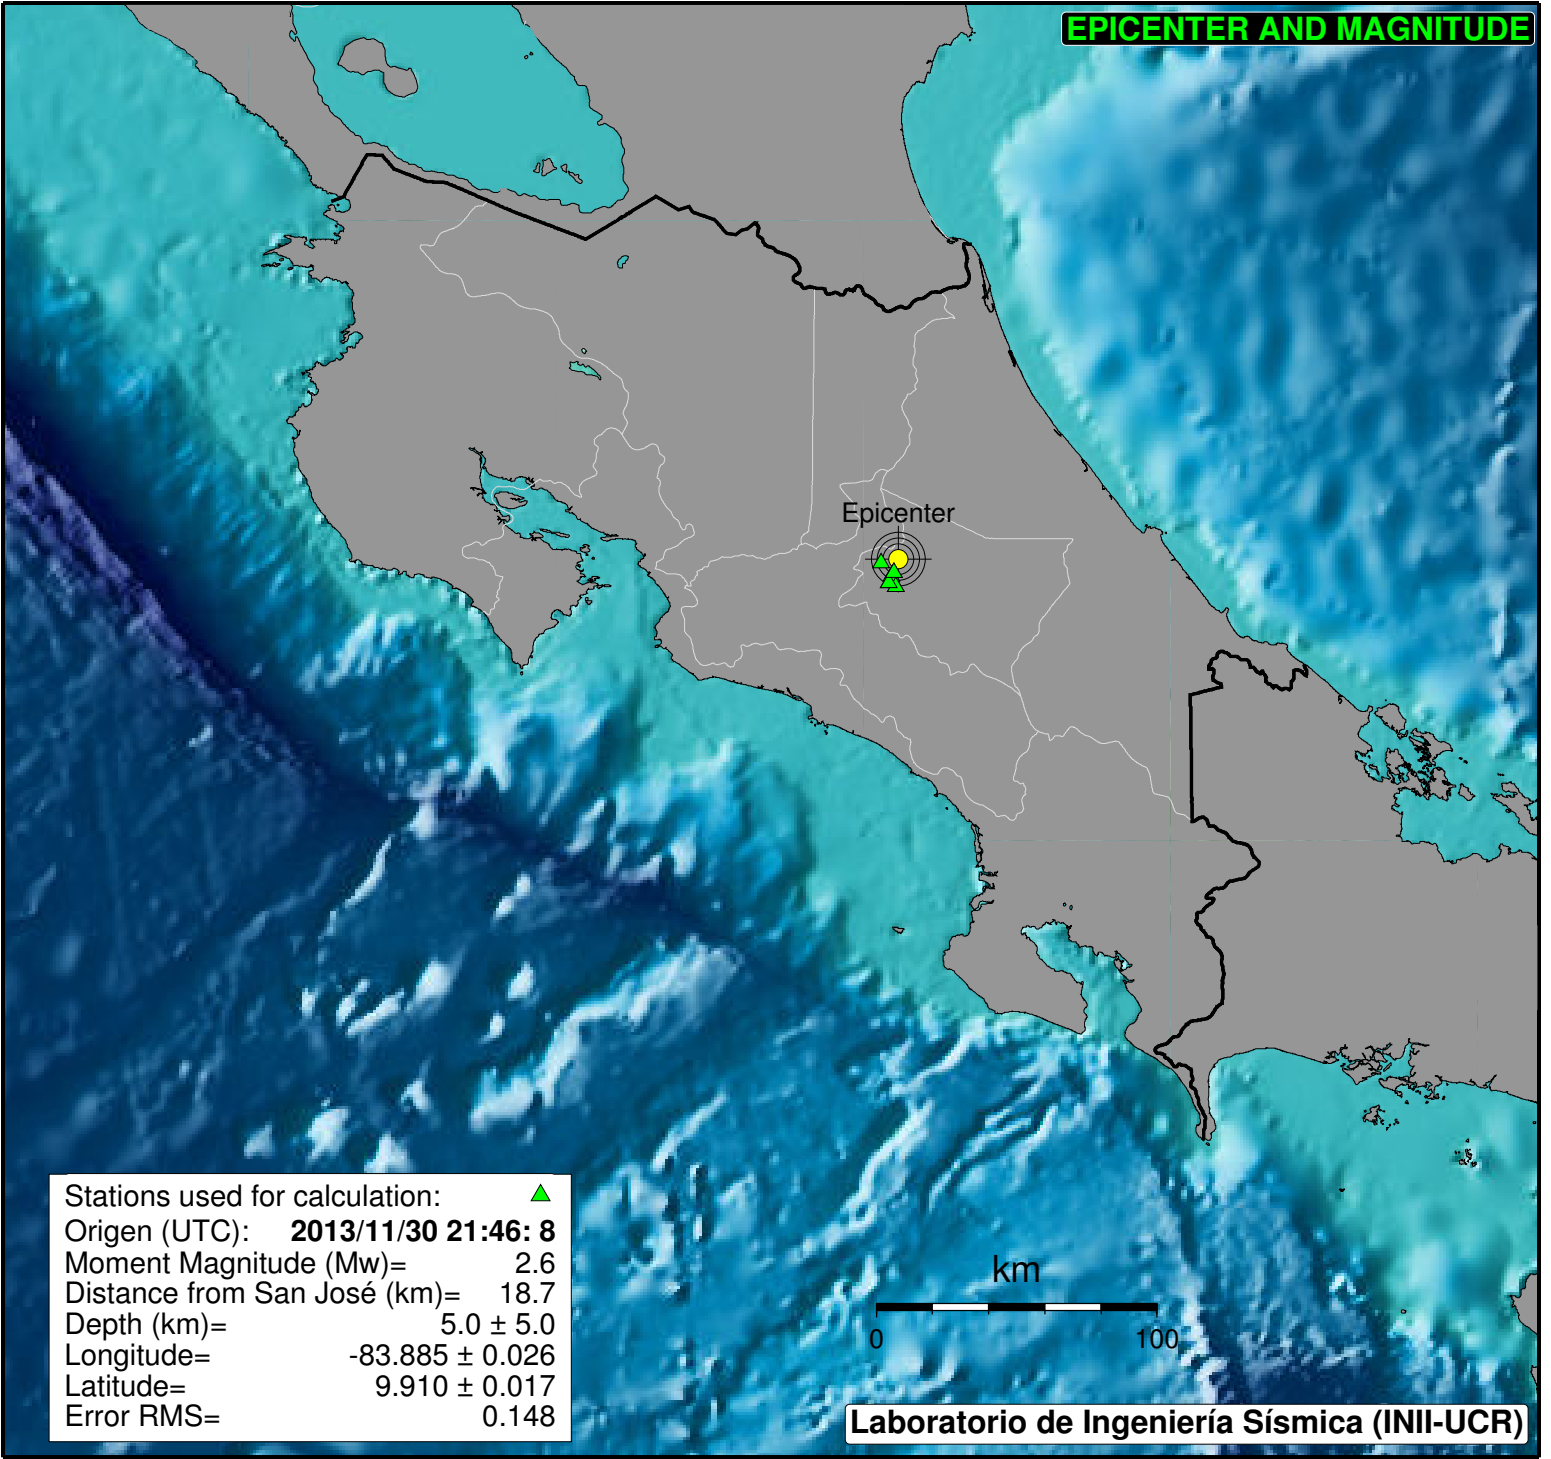 EPICENTER AND MAGNITUDE
Epicenter
Stations used for calculation:
Origen (UTC): 2013/11/30 21:46: 8
Moment Magnitude (Mw)= 2.6
Distance from San José (km)= 18.7
Depth (km)= 5.0 ± 5.0
Longitude= -83.885 ± 0.026
Latitude= 9.910 ± 0.017
Error RMS= 0.148
km
0 100
Laboratorio de Ingeniería Sísmica (INII-UCR)